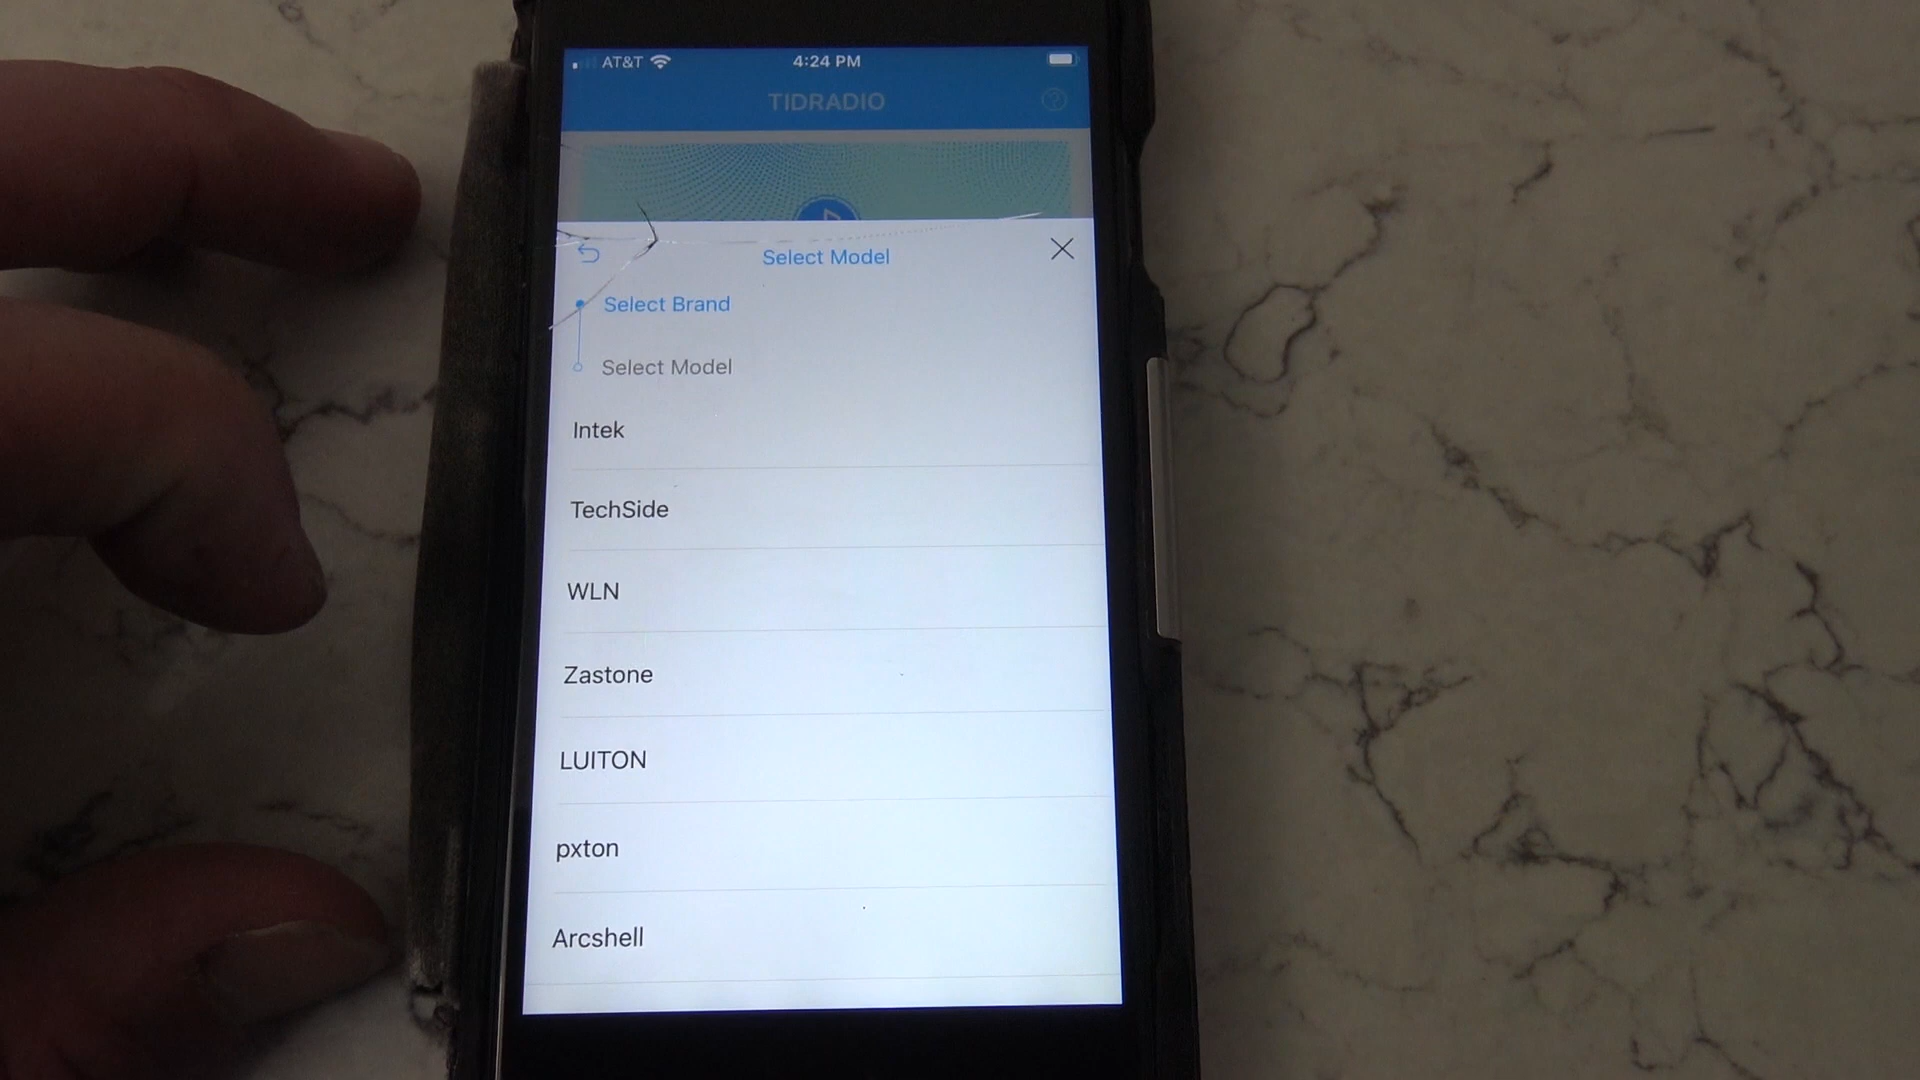 AT&T 4:24 PM
TIDRADIO
Select Model
Select Brand
Select Model
Intek
TechSide
WLN
Zastone
LUITON
pxton
Arcshell